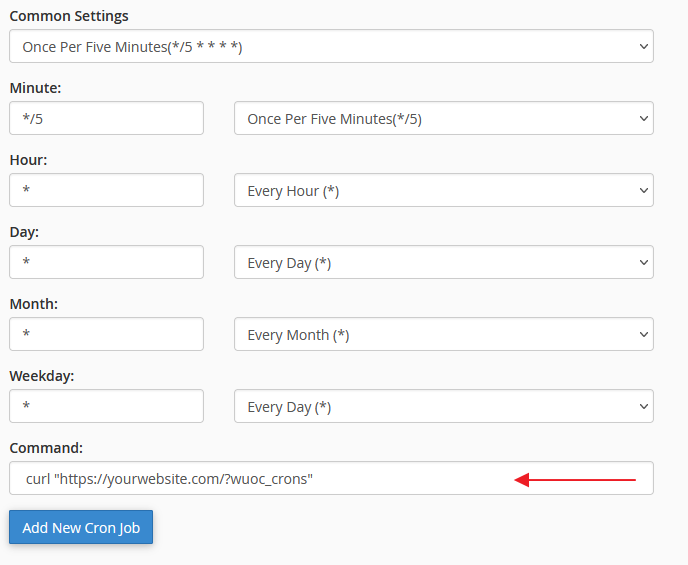 Common Settings
Once Per Five Minutes(*/5 * * * *)
Minute:
*/5 Once Per Five Minutes(*/5)
Hour:
* Every Hour (*)
Day:
* Every Day (*)
Month:
* Every Month (*)
Weekday:
* Every Day (*)
Command:
curl "https://yourwebsite.com/?wuoc_crons"
Add New Cron Job